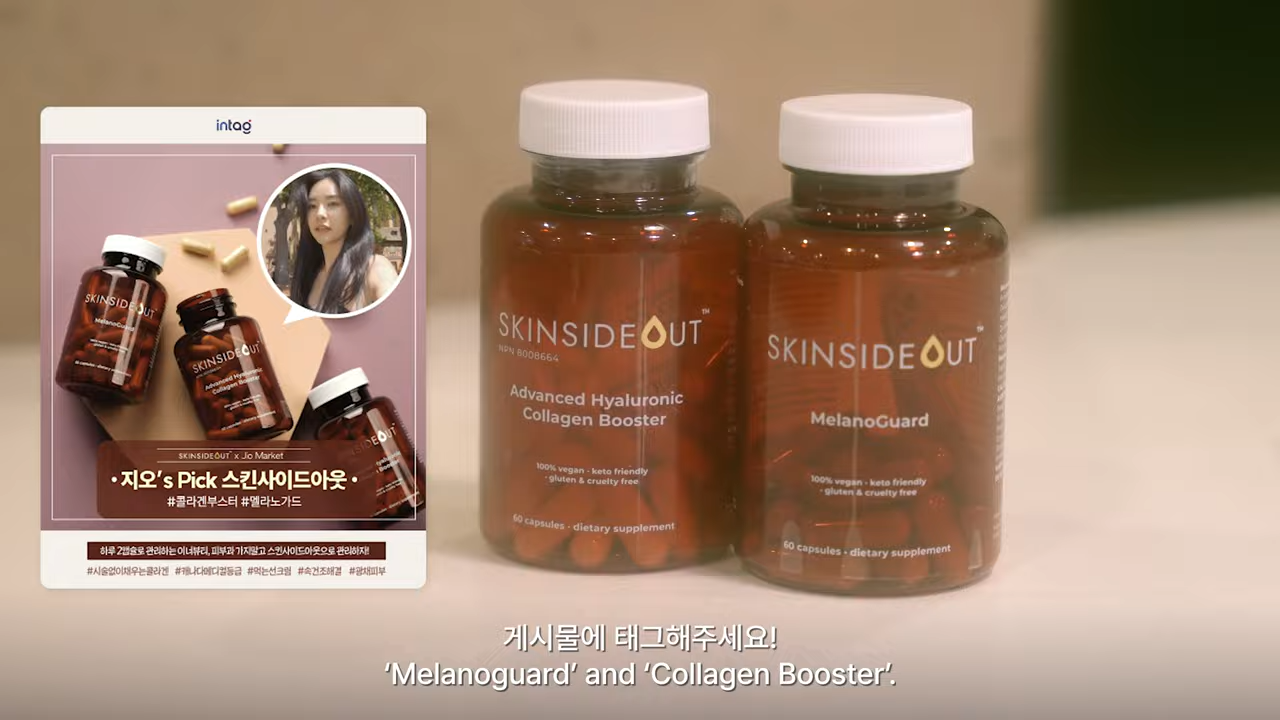 intag
SKINSIDEOUT
MelanoGuard
SKINSIDEOUT
Advanced Hyaluronic
Collagen Booster
SKINSIDEOUT™ x Jio Market
• 지오's Pick 스킨사이드아웃 •
#콜라겐부스터 #멜라노가드
하루 2캡슐로 관리하는 이너뷰티, 피부과 가지말고 스킨사이드아웃으로 관리하자!
#시술없이채우는콜라겐 #캐나다메디컬등급 #먹는선크림 #속건조해결 #광채피부
SKINSIDEOUT™
NPN 8008664
Advanced Hyaluronic
Collagen Booster
100% vegan · keto friendly
· gluten & cruelty free
60 capsules · dietary supplement
SKINSIDEOUT™
MelanoGuard
100% vegan · keto friendly
· gluten & cruelty free
60 capsules · dietary supplement
게시물에 태그해주세요!
‘Melanoguard’ and ‘Collagen Booster’.